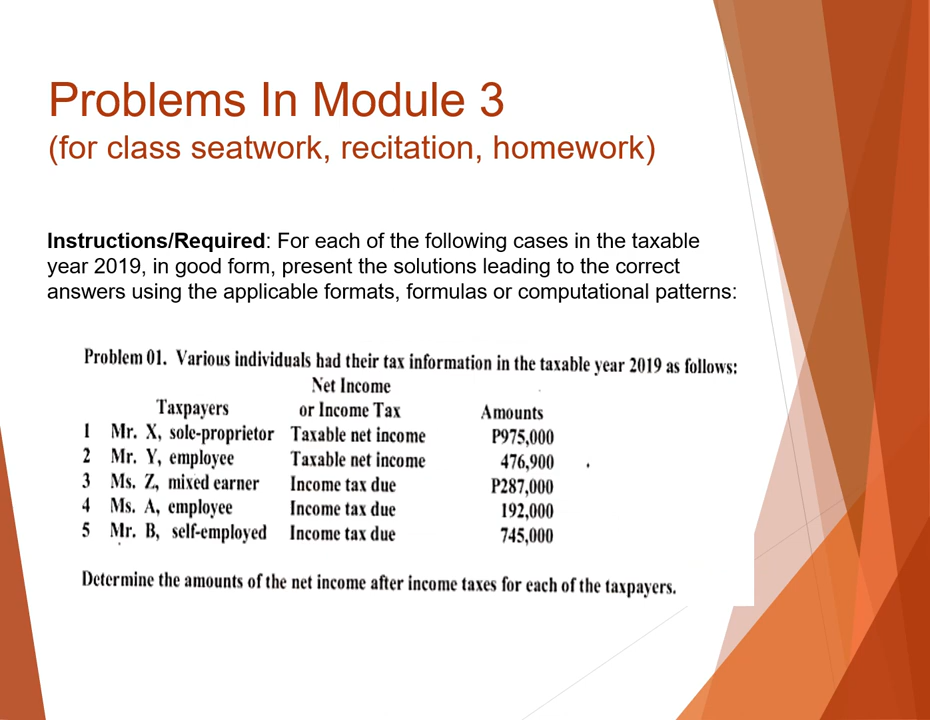 Problems In Module 3
(for class seatwork, recitation, homework)
Instructions/Required: For each of the following cases in the taxable
year 2019, in good form, present the solutions leading to the correct
answers using the applicable formats, formulas or computational patterns:
Problem 01. Various individuals had their tax information in the taxable year 2019 as follows:
Net Income
Taxpayers or Income Tax Amounts
1 Mr. X, sole-proprietor Taxable net income P975,000
2 Mr. Y, employee Taxable net income 476,900
3 Ms. Z, mixed earner Income tax due P287,000
4 Ms. A, employee Income tax due 192,000
5 Mr. B, self-employed Income tax due 745,000
Determine the amounts of the net income after income taxes for each of the taxpayers.